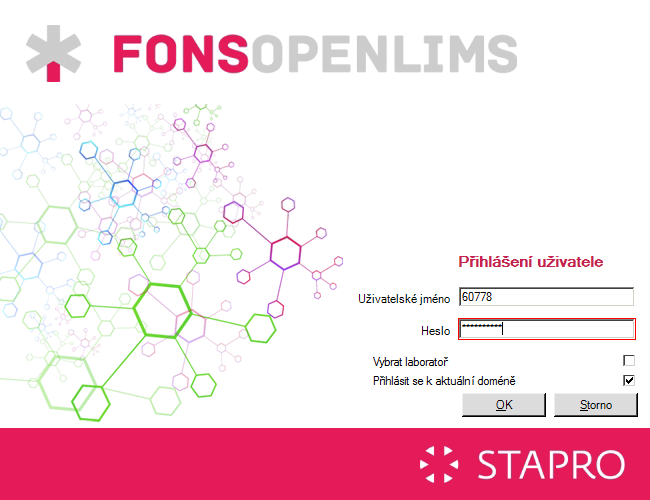 FONSOPENLIMS
Přihlášení uživatele
Uživatelské jméno 60778
Heslo **********
Vybrat laboratoř
Přihlásit se k aktuální doméně
OK Storno
STAPRO